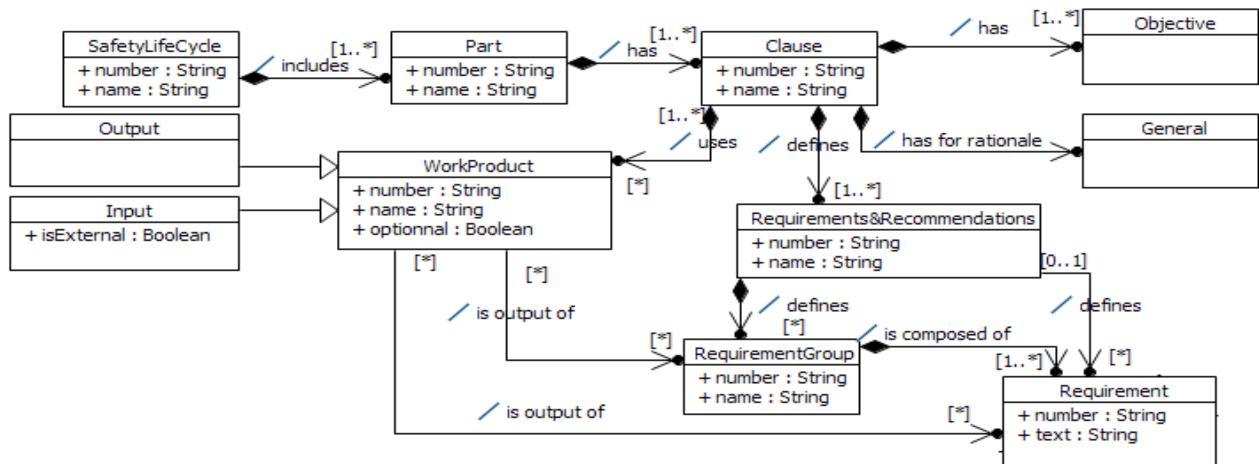 SafetyLifeCycle
+ number : String
+ name : String
includes
[1..*]
Part
+ number : String
+ name : String
has
[1..*]
Clause
+ number : String
+ name : String
has
[1..*]
Objective
Output
Input
+ isExternal : Boolean
WorkProduct
+ number : String
+ name : String
+ optionnal : Boolean
[1..*]
uses
[*]
defines
[1..*]
has for rationale
General
Requirements&Recommendations
+ number : String
+ name : String
[0..1]
defines
[*]
defines
[*]
[*]
[*]
is output of
[*]
RequirementGroup
+ number : String
+ name : String
is composed of
[1..*]
is output of
[*]
Requirement
+ number : String
+ text : String